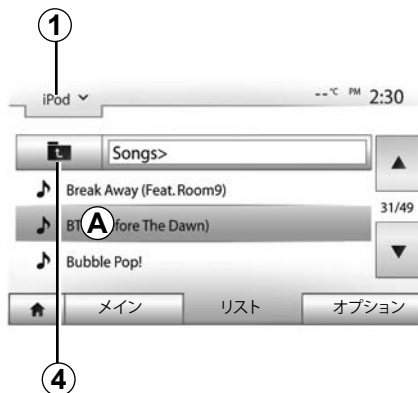 1
iPod --°C PM 2:30
Songs>
Break Away (Feat. Room9)
31/49
A fore The Dawn)
Bubble Pop!
メイン リスト オプション
4